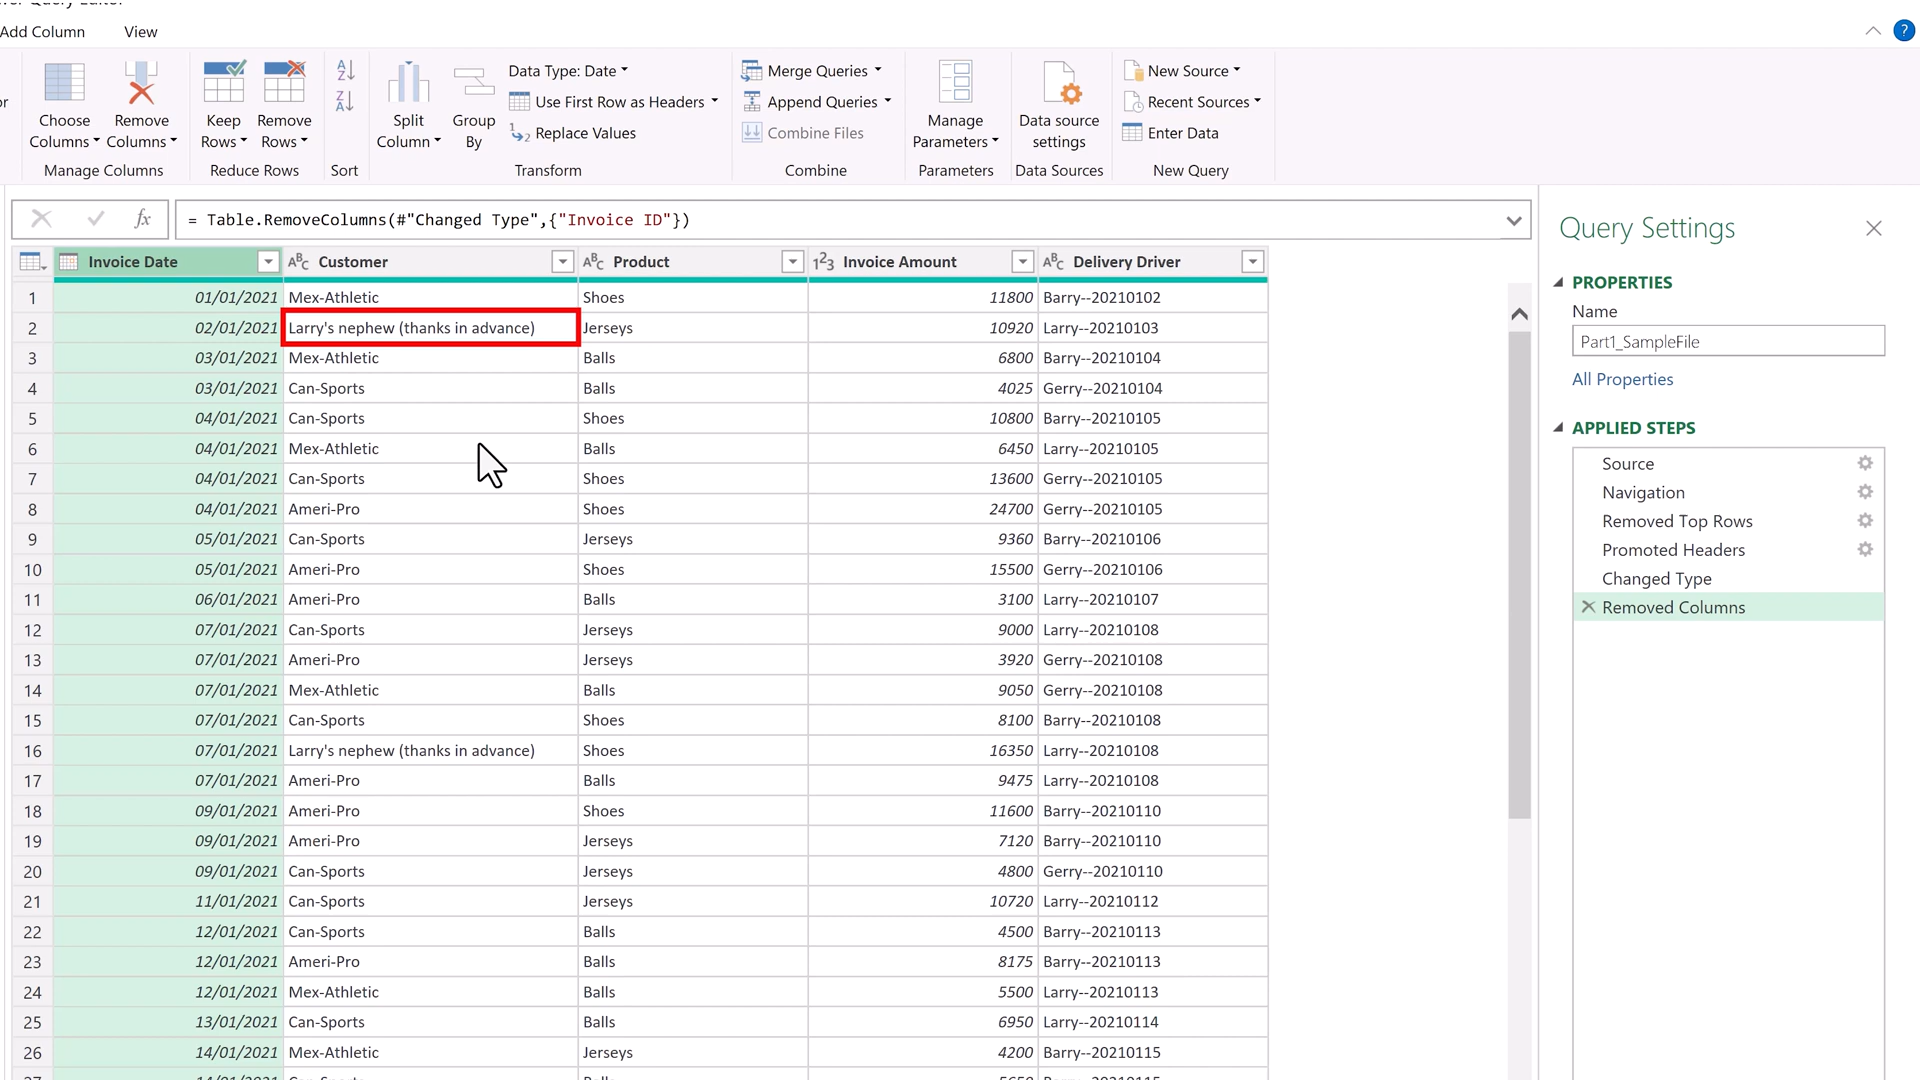 Add Column View
?
Choose Columns
Remove Columns
Manage Columns
Keep Rows
Remove Rows
Reduce Rows
A Z
Z A
Sort
Split Column
Group By
Data Type: Date
Use First Row as Headers
1 2 Replace Values
Transform
Merge Queries
Append Queries
Combine Files
Combine
Manage Parameters
Parameters
Data source settings
Data Sources
New Source
Recent Sources
Enter Data
New Query
fx = Table.RemoveColumns(#"Changed Type",{"Invoice ID"})
Invoice Date ABC Customer ABC Product 123 Invoice Amount ABC Delivery Driver
1 01/01/2021 Mex-Athletic Shoes 11800 Barry--20210102
2 02/01/2021 Larry's nephew (thanks in advance) Jerseys 10920 Larry--20210103
3 03/01/2021 Mex-Athletic Balls 6800 Barry--20210104
4 03/01/2021 Can-Sports Balls 4025 Gerry--20210104
5 04/01/2021 Can-Sports Shoes 10800 Barry--20210105
6 04/01/2021 Mex-Athletic Balls 6450 Larry--20210105
7 04/01/2021 Can-Sports Shoes 13600 Gerry--20210105
8 04/01/2021 Ameri-Pro Shoes 24700 Gerry--20210105
9 05/01/2021 Can-Sports Jerseys 9360 Barry--20210106
10 05/01/2021 Ameri-Pro Shoes 15500 Gerry--20210106
11 06/01/2021 Ameri-Pro Balls 3100 Larry--20210107
12 07/01/2021 Can-Sports Jerseys 9000 Larry--20210108
13 07/01/2021 Ameri-Pro Jerseys 3920 Gerry--20210108
14 07/01/2021 Mex-Athletic Balls 9050 Gerry--20210108
15 07/01/2021 Can-Sports Shoes 8100 Barry--20210108
16 07/01/2021 Larry's nephew (thanks in advance) Shoes 16350 Larry--20210108
17 07/01/2021 Ameri-Pro Balls 9475 Larry--20210108
18 09/01/2021 Ameri-Pro Shoes 11600 Barry--20210110
19 09/01/2021 Ameri-Pro Jerseys 7120 Barry--20210110
20 09/01/2021 Can-Sports Jerseys 4800 Gerry--20210110
21 11/01/2021 Can-Sports Jerseys 10720 Larry--20210112
22 12/01/2021 Can-Sports Balls 4500 Barry--20210113
23 12/01/2021 Ameri-Pro Balls 8175 Barry--20210113
24 12/01/2021 Mex-Athletic Balls 5500 Larry--20210113
25 13/01/2021 Can-Sports Balls 6950 Larry--20210114
26 14/01/2021 Mex-Athletic Jerseys 4200 Barry--20210115
Query Settings
PROPERTIES
Name
Part1_SampleFile
All Properties
APPLIED STEPS
Source
Navigation
Removed Top Rows
Promoted Headers
Changed Type
Removed Columns